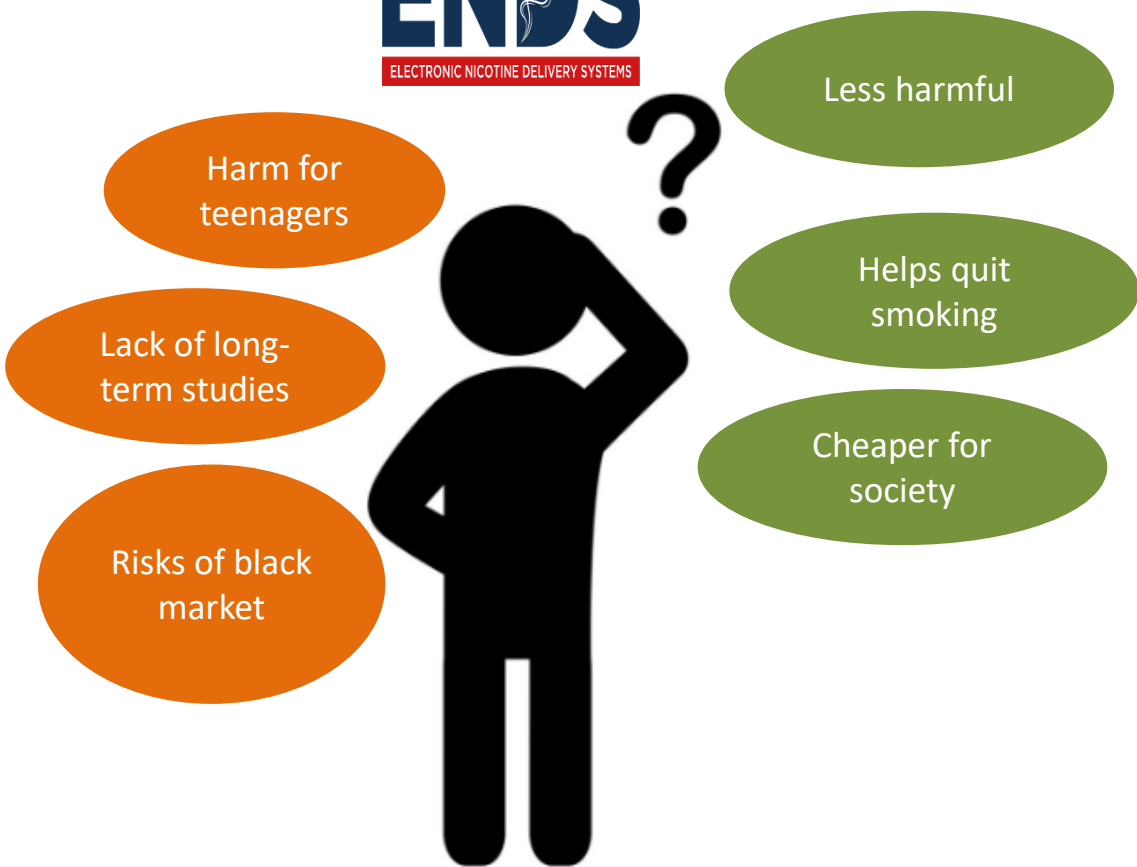 ENDS
ELECTRONIC NICOTINE DELIVERY SYSTEMS
?
Less harmful
Harm for
teenagers
Helps quit
smoking
Lack of long-
term studies
Cheaper for
society
Risks of black
market